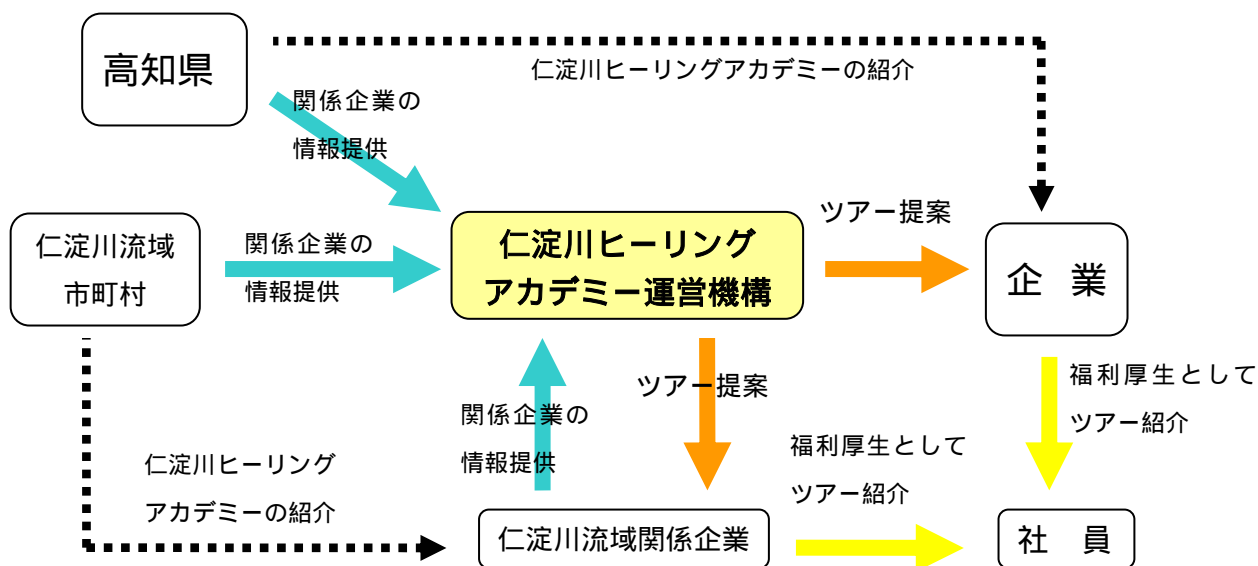 高知県
仁淀川ヒーリングアカデミーの紹介
関係企業の
情報提供
仁淀川流域
市町村
関係企業の
情報提供
仁淀川ヒーリング
アカデミー運営機構
ツアー提案
企 業
関係企業の
情報提供
ツアー提案
福利厚生として
ツアー紹介
福利厚生として
ツアー紹介
仁淀川ヒーリング
アカデミーの紹介
仁淀川流域関係企業
社 員